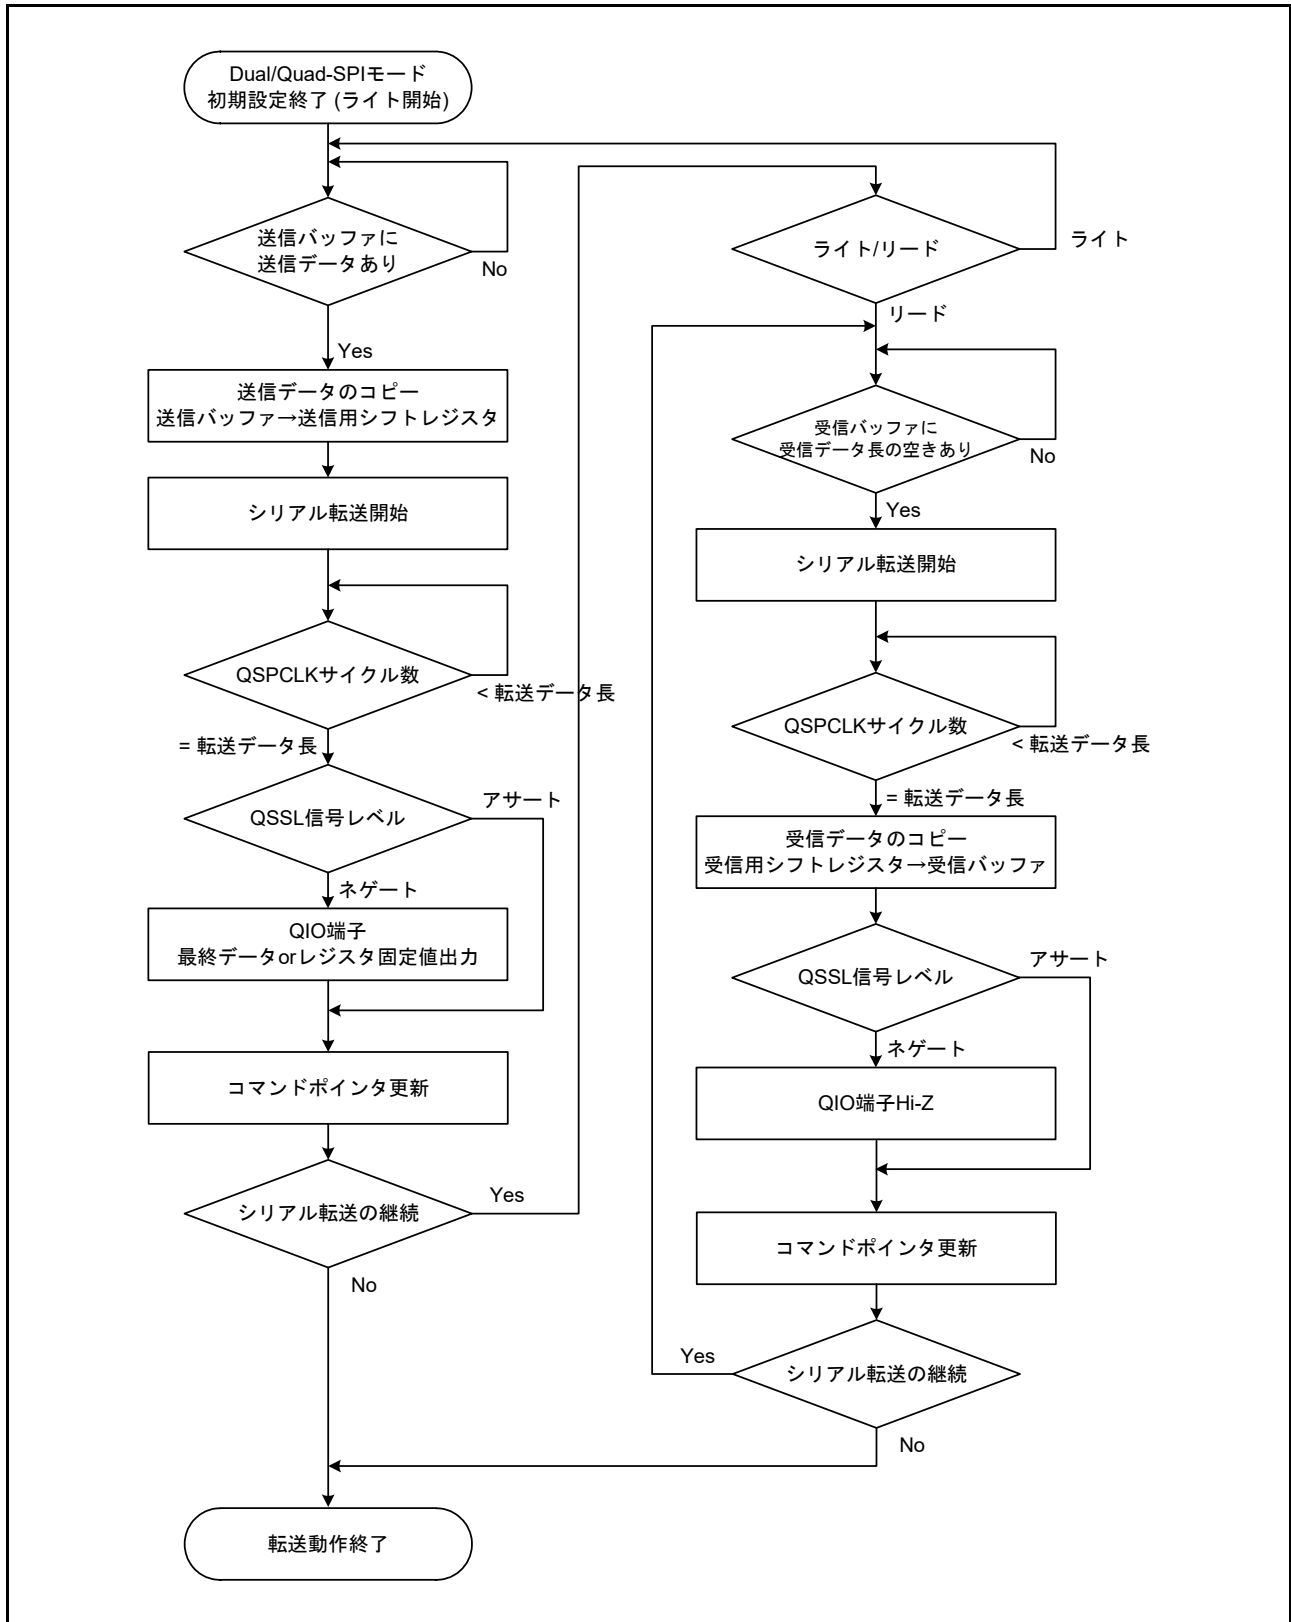 Dual/Quad-SPIモード
初期設定終了 (ライト開始)
送信バッファに
送信データあり
No
Yes
送信データのコピー
送信バッファ→送信用シフトレジスタ
シリアル転送開始
QSPCLKサイクル数
< 転送データ長
= 転送データ長
QSSL信号レベル
アサート
ネゲート
QIO端子
最終データorレジスタ固定値出力
コマンドポインタ更新
シリアル転送の継続
Yes
No
転送動作終了
ライト/リード
ライト
リード
受信バッファに
受信データ長の空きあり
No
Yes
シリアル転送開始
QSPCLKサイクル数
< 転送データ長
= 転送データ長
受信データのコピー
受信用シフトレジスタ→受信バッファ
QSSL信号レベル
アサート
ネゲート
QIO端子Hi-Z
コマンドポインタ更新
シリアル転送の継続
Yes
No